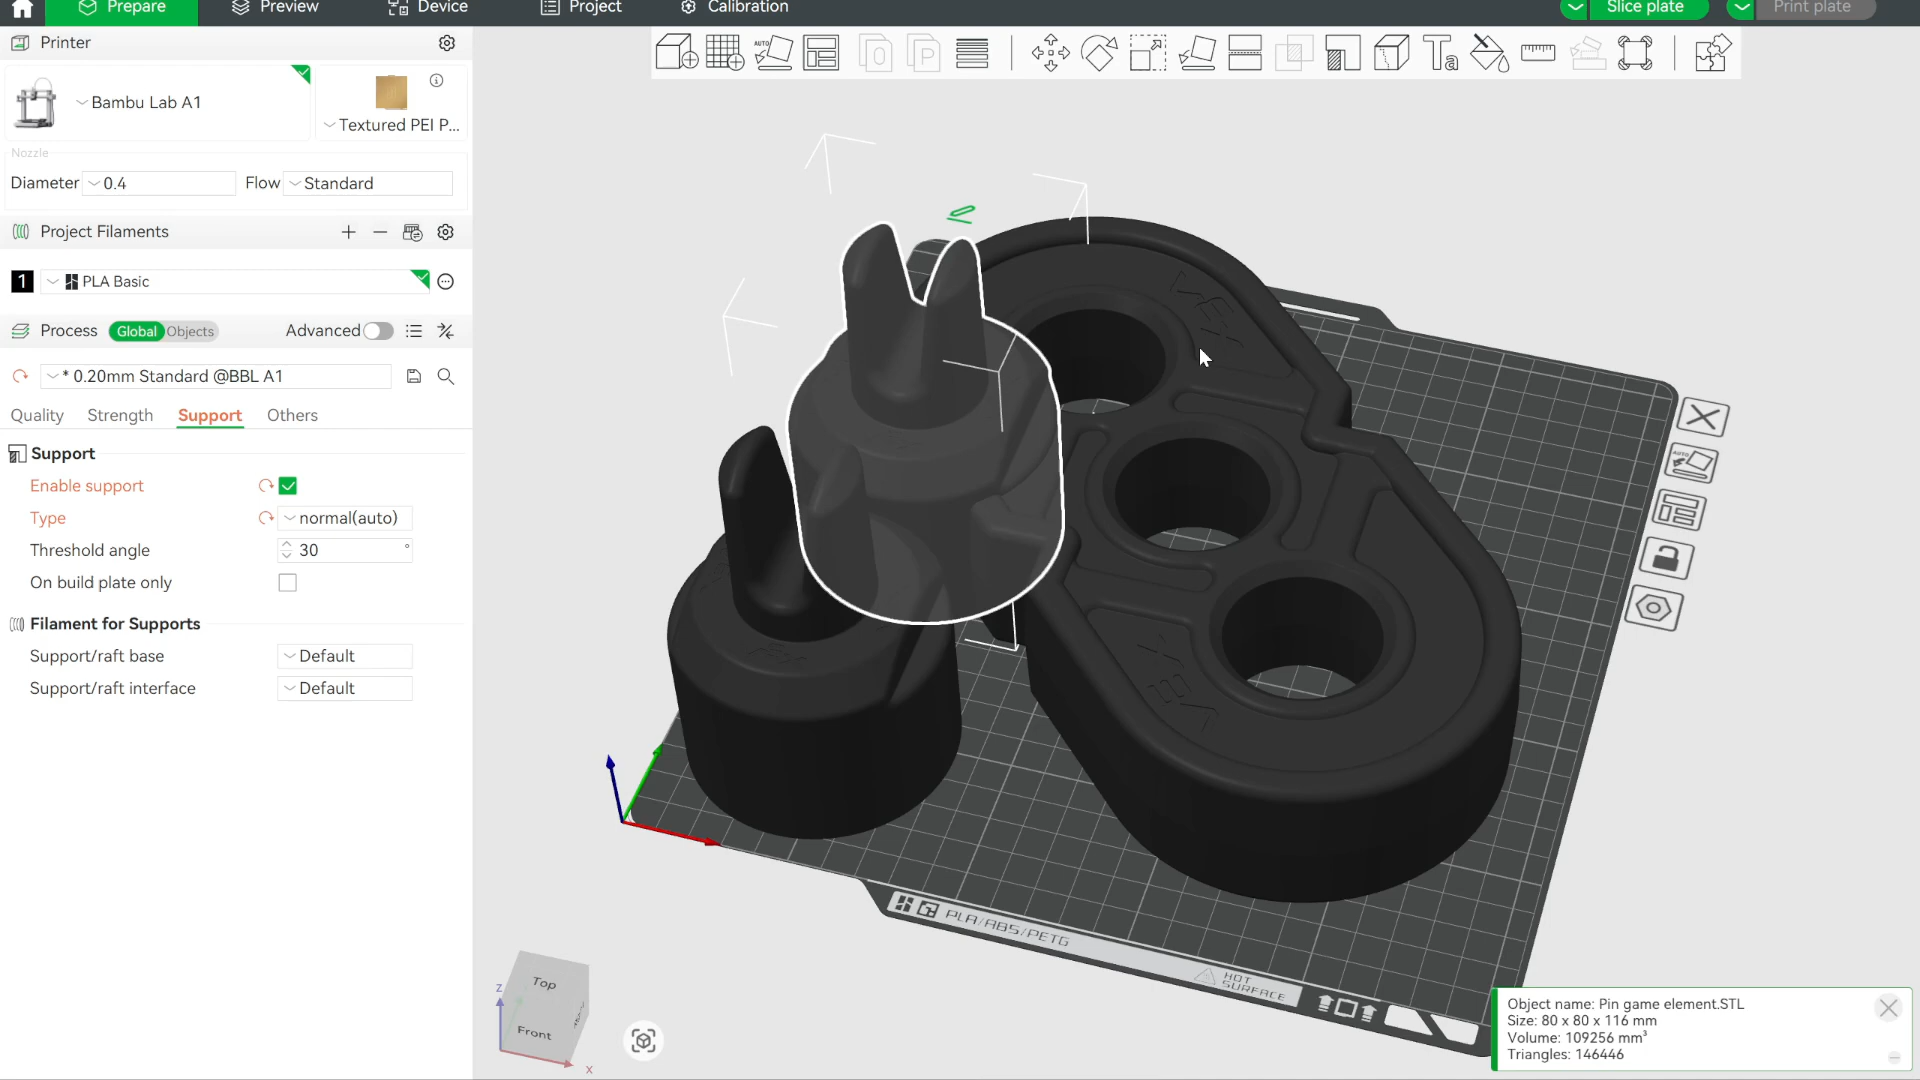 Prepare
Preview
Device
Project
Calibration
Slice plate
Print plate
Printer
Bambu Lab A1
Textured PEI P...
Nozzle
Diameter
0.4
Flow
Standard
Project Filaments
1
PLA Basic
Process
Global
Objects
Advanced
* 0.20mm Standard @BBL A1
Quality
Strength
Support
Others
Support
Enable support
Type
normal(auto)
Threshold angle
30
°
On build plate only
Filament for Supports
Support/raft base
Default
Support/raft interface
Default
AUTO
O
P
Ta
AUTO
PLA/ABS/PETG
HOT
SURFACE
Top
Front
z
x
Object name: Pin game element.STL
Size: 80 x 80 x 116 mm
Volume: 109256 mm³
Triangles: 146446